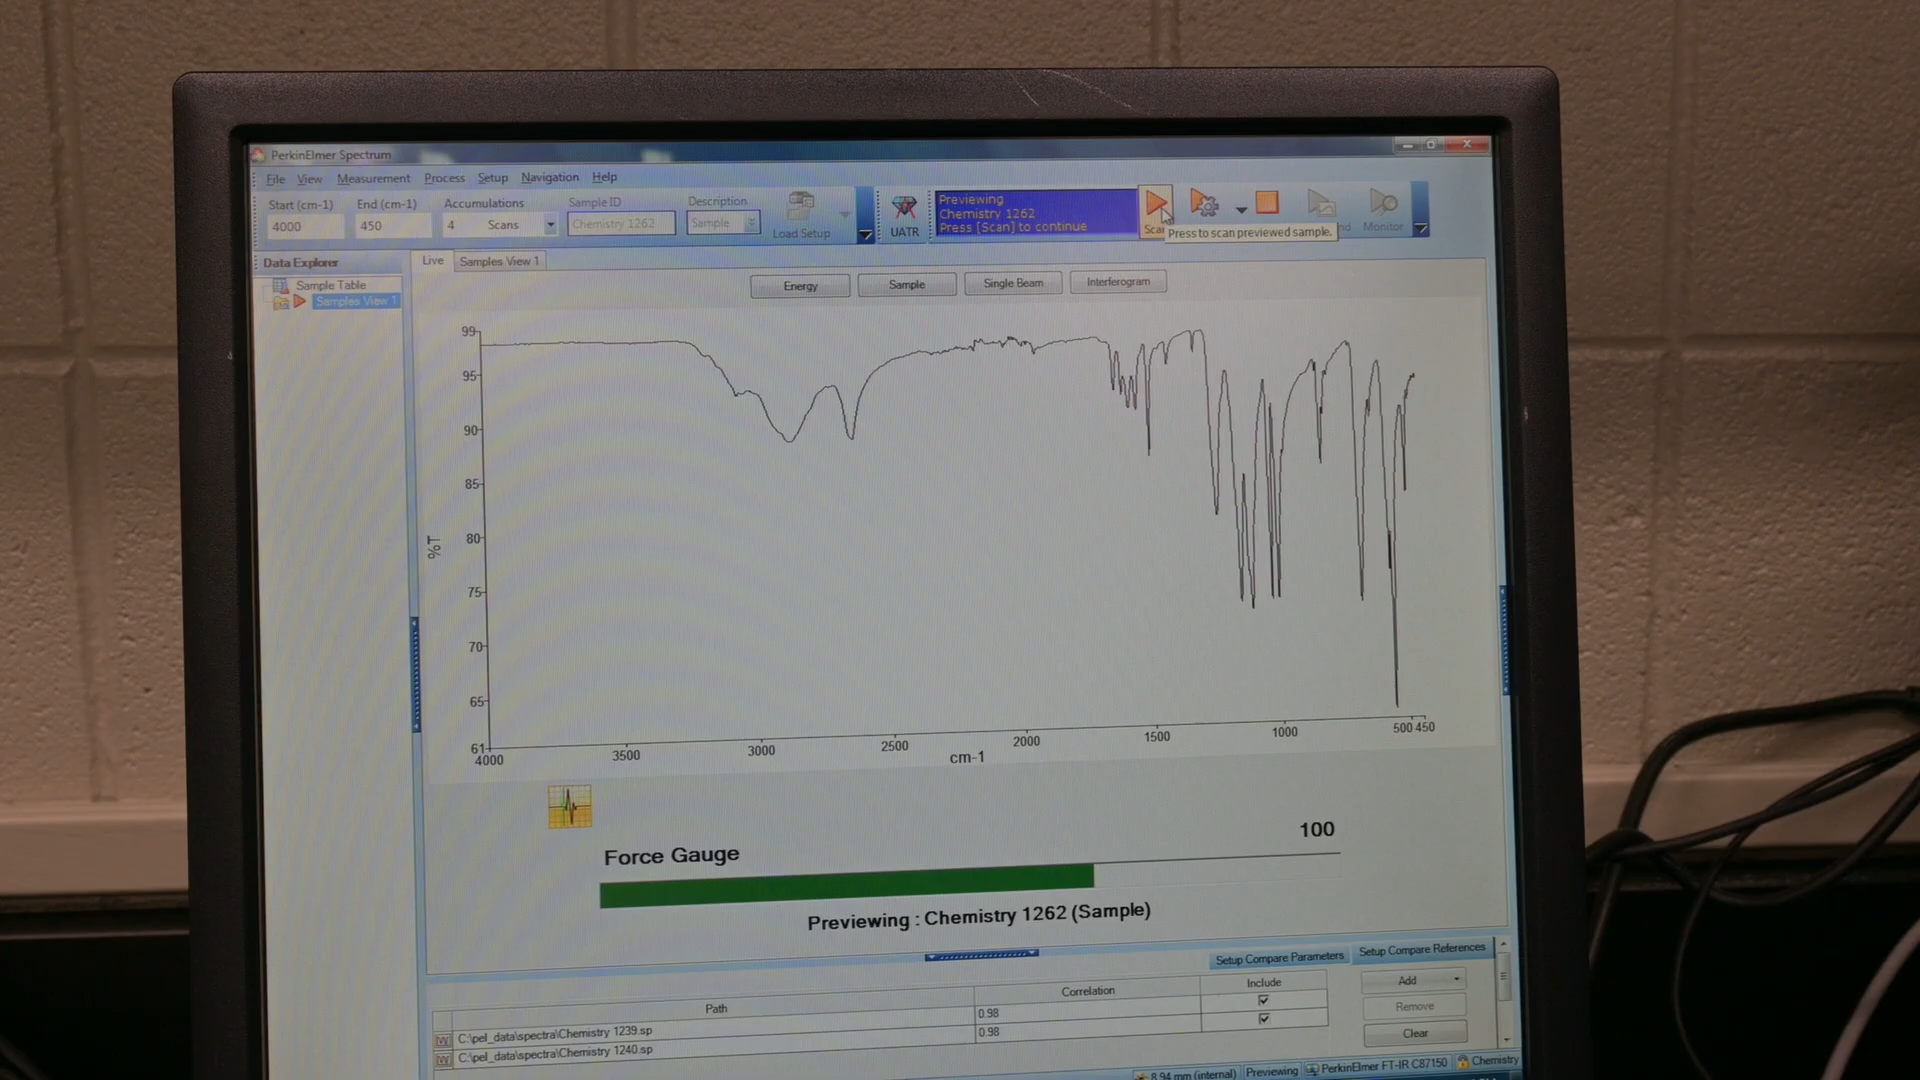 PerkinElmer Spectrum
File View Measurement Process Setup Navigation Help
Start (cm-1) End (cm-1) Accumulations Sample ID Description
4000 450 4 Scans Chemistry 1262 Sample
Load Setup
UATR
Previewing
Chemistry 1262
Press [Scan] to continue
Press to scan previewed sample.
Monitor
Data Explorer
Sample Table
Samples View 1
Live Samples View 1
Energy Sample Single Beam Interferogram
99
95
90
85
80
75
70
65
61
%T
4000 3500 3000 2500 2000 1500 1000 500 450
cm-1
100
Force Gauge
Previewing : Chemistry 1262 (Sample)
Setup Compare Parameters Setup Compare References
Path Correlation Include
C:\pel_data\spectra\Chemistry 1239.sp 0.98
C:\pel_data\spectra\Chemistry 1240.sp 0.98
Add
Remove
Clear
8.94 mm (internal) Previewing PerkinElmer FT-IR C87150 Chemistry